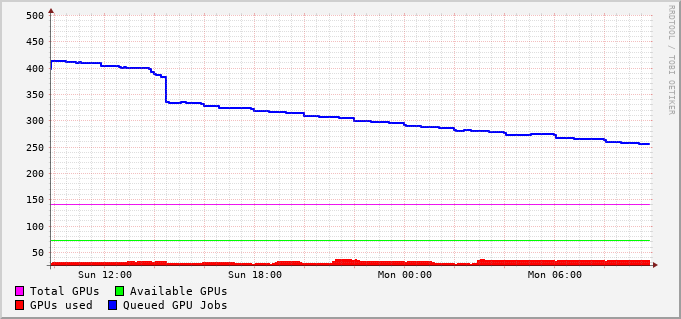 500
450
400
350
300
250
200
150
100
50
Sun 12:00 Sun 18:00 Mon 00:00 Mon 06:00
Total GPUs Available GPUs
GPUs used Queued GPU Jobs
RRDTOOL / TOBI OETIKER